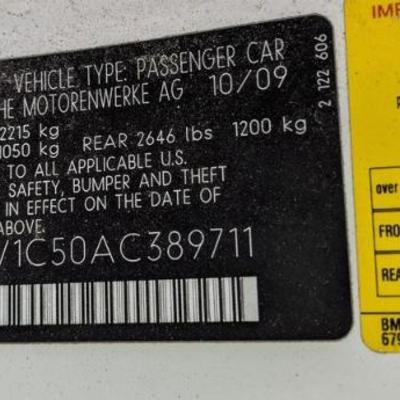 VEHICLE TYPE: PASSENGER CAR
HE MOTORENWERKE AG 10/09
2215 kg
1050 kg REAR 2646 lbs 1200 kg
TO ALL APPLICABLE U.S.
SAFETY, BUMPER AND THEFT
IN EFFECT ON THE DATE OF
ABOVE.
V1C50AC389711
2 122 606
IMP
over
FRO
REA
BM
679